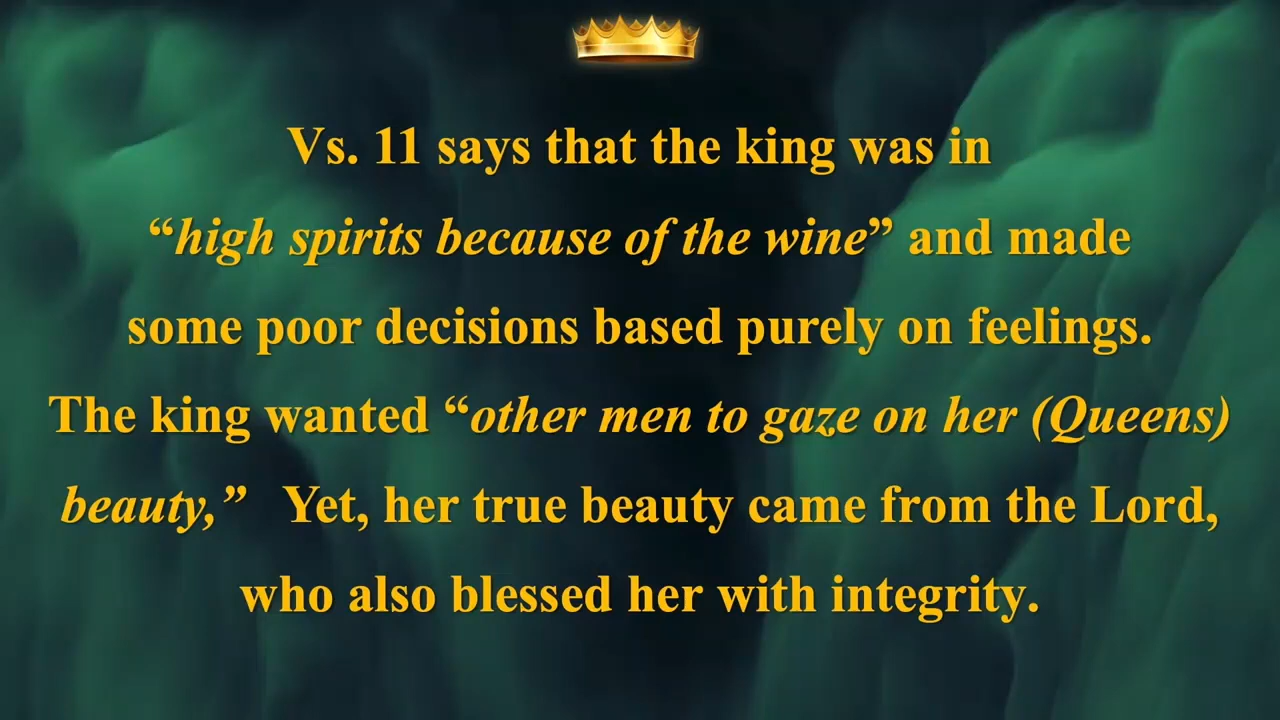 Vs. 11 says that the king was in
“high spirits because of the wine” and made
some poor decisions based purely on feelings.
The king wanted “other men to gaze on her (Queens)
beauty,” Yet, her true beauty came from the Lord,
who also blessed her with integrity.